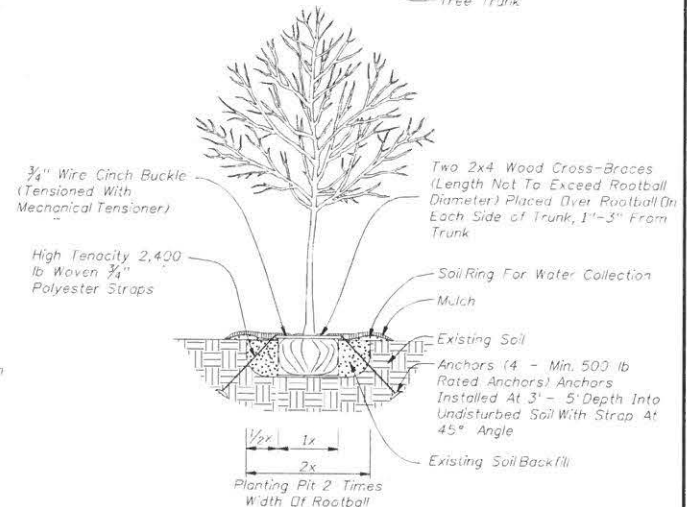 Tree Trunk
¾" Wire Cinch Buckle
(Tensioned With
Mechanical Tensioner)
High Tenacity 2,400
lb Woven ¾"
Polyester Straps
Two 2x4 Wood Cross-Braces
(Length Not To Exceed Rootball
Diameter) Placed Over Rootball On
Each Side of Trunk, 1"-3" From
Trunk
Soil Ring For Water Collection
Mulch
Existing Soil
Anchors (4 - Min. 500 lb
Rated Anchors) Anchors
Installed At 3' - 5' Depth Into
Undisturbed Soil With Strap At
45° Angle
Existing Soil Backfill
½x
1x
2x
Planting Pit 2 Times
Width Of Rootball